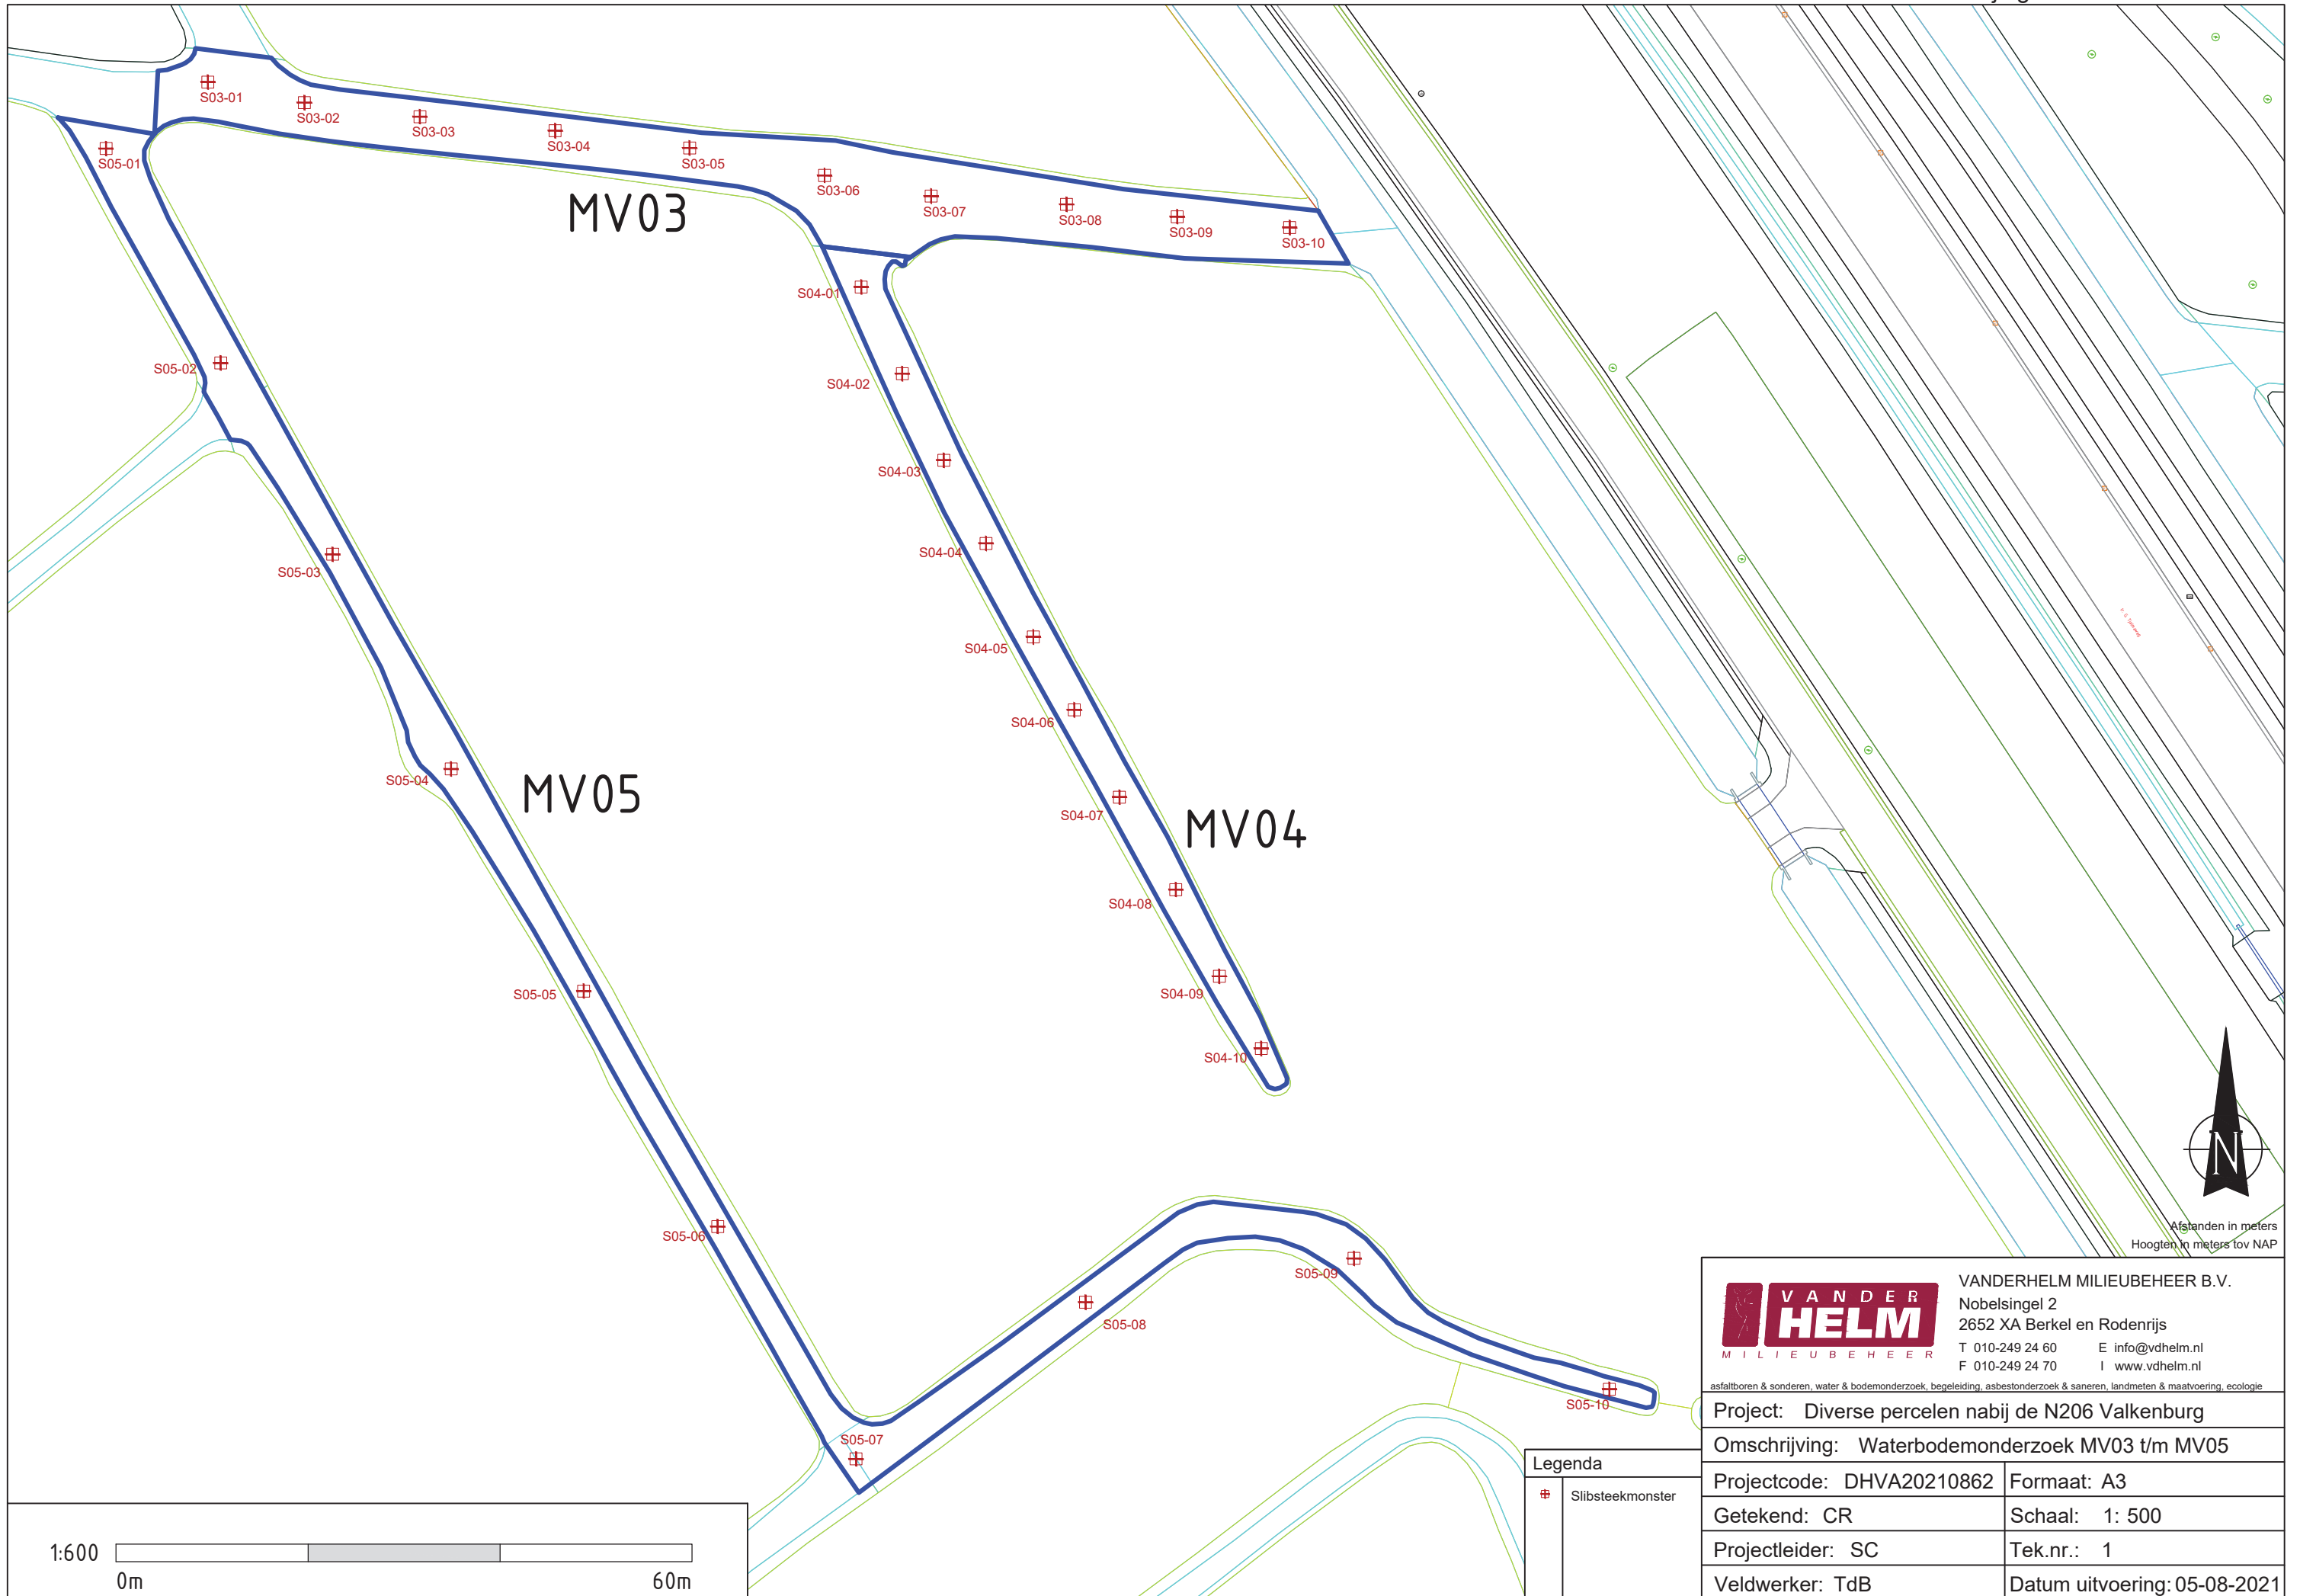 S03-01
S03-02
S03-03
S03-04
S03-05
S03-06
S03-07
S03-08
S03-09
S03-10
S05-01
MV03
S04-01
S05-02
S04-02
S04-03
S04-04
S05-03
S04-05
S04-06
S05-04
MV05
S04-07
MV04
S04-08
S05-05
S04-09
S04-10
N
S05-06
Afstanden in meters
Hoogten in meters tov NAP
S05-09
S05-08
S05-10
S05-07
VANDER
HELM
MILIEUBEHEER
VANDERHELM MILIEUBEHEER B.V.
Nobelsingel 2
2652 XA Berkel en Rodenrijs
T 010-249 24 60 E info@vdhelm.nl
F 010-249 24 70 I www.vdhelm.nl
asfaltboren & sonderen, water & bodemonderzoek, begeleiding, asbestonderzoek & saneren, landmeten & maatvoering, ecologie
Project: Diverse percelen nabij de N206 Valkenburg
Omschrijving: Waterbodemonderzoek MV03 t/m MV05
Projectcode: DHVA20210862 Formaat: A3
Getekend: CR Schaal: 1: 500
Projectleider: SC Tek.nr.: 1
Veldwerker: TdB Datum uitvoering: 05-08-2021
Legenda
Slibsteekmonster
1:600
0m 60m